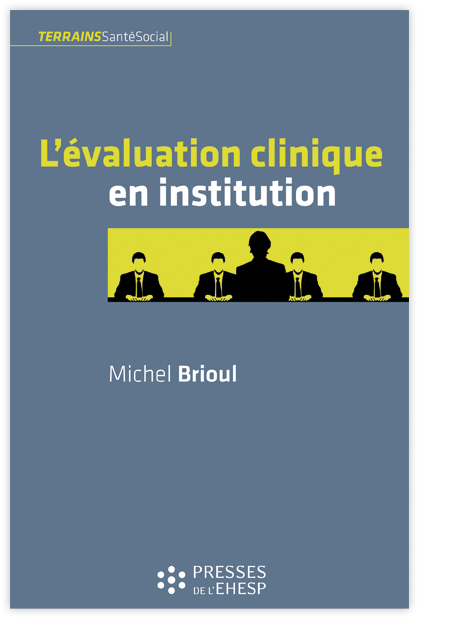 TERRAINSSantéSocial
L'évaluation clinique
en institution
Michel Brioul
PRESSES
DE L'EHESP